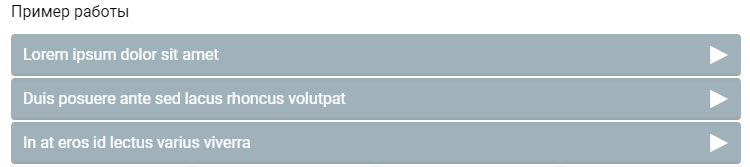 Пример работы
Lorem ipsum dolor sit amet
Duis posuere ante sed lacus rhoncus volutpat
In at eros id lectus varius viverra